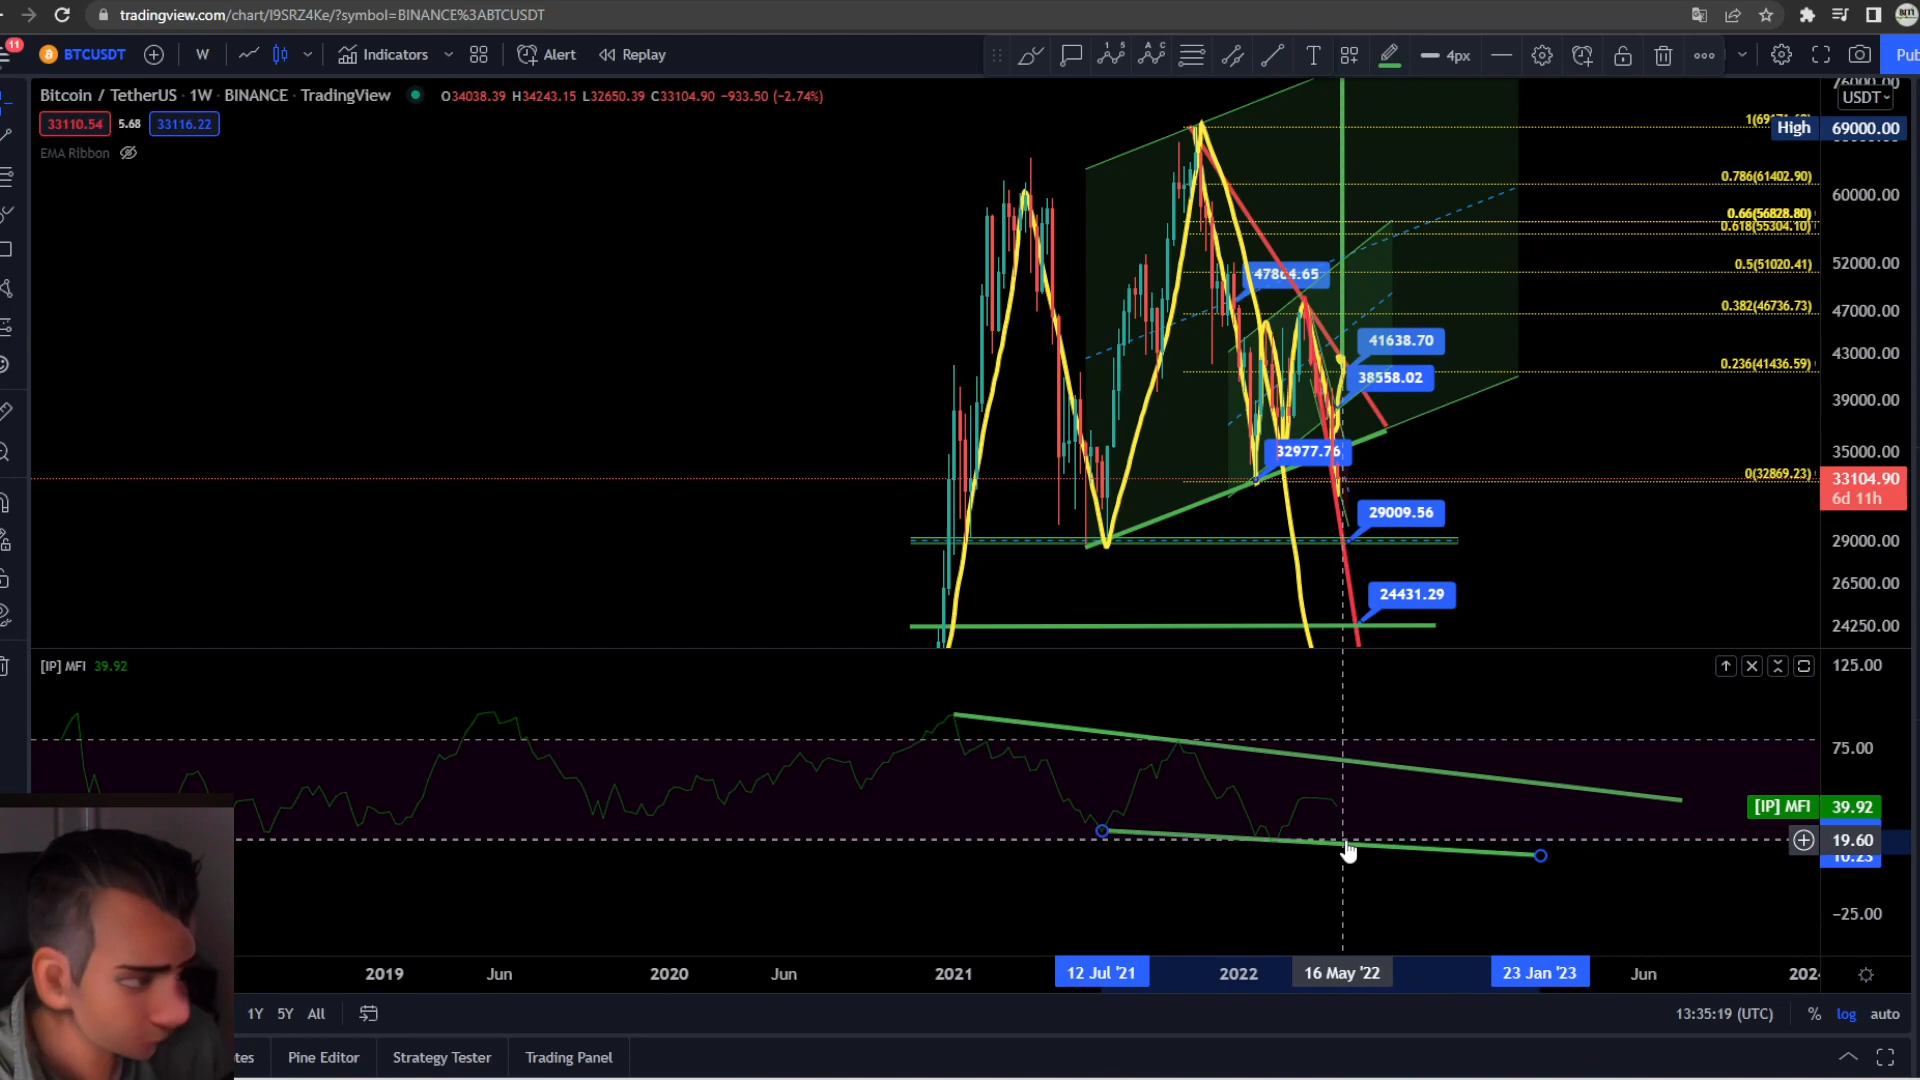 tradingview.com/chart/I9SRZ4Ke/?symbol=BINANCE%3ABTCUSDT
11
BTCUSDT
W
Indicators
Alert
Replay
T
4px
Pub
Bitcoin / TetherUS · 1W · BINANCE · TradingView
O34038.39 H34243.15 L32650.39 C33104.90 −933.50 (−2.74%)
33110.54 5.68 33116.22
EMA Ribbon
76000.00
USDT
High 69000.00
0.786(61402.90)
60000.00
0.66(56828.80)
0.618(55304.10)
0.5(51020.41)
52000.00
47864.65
0.382(46736.73)
47000.00
41638.70
43000.00
0.236(41436.59)
38558.02
39000.00
32977.76
35000.00
0(32869.23)
33104.90
6d 11h
29009.56
29000.00
26500.00
24431.29
24250.00
[IP] MFI 39.92
125.00
75.00
[IP] MFI 39.92
19.60
−25.00
2019 Jun 2020 Jun 2021 12 Jul '21 2022 16 May '22 23 Jan '23 Jun 202
1Y 5Y All
13:35:19 (UTC) % log auto
tes Pine Editor Strategy Tester Trading Panel